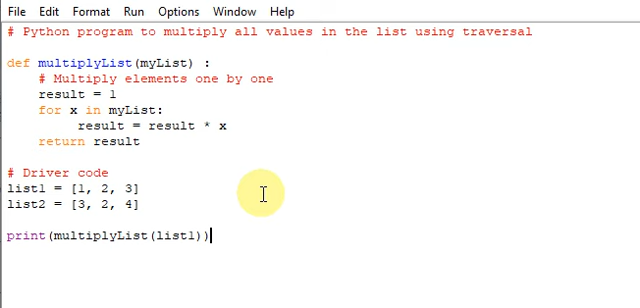 File Edit Format Run Options Window Help
# Python program to multiply all values in the list using traversal
def multiplyList(myList) :
# Multiply elements one by one
result = 1
for x in myList:
result = result * x
return result
# Driver code
list1 = [1, 2, 3]
list2 = [3, 2, 4]
print(multiplyList(list1))